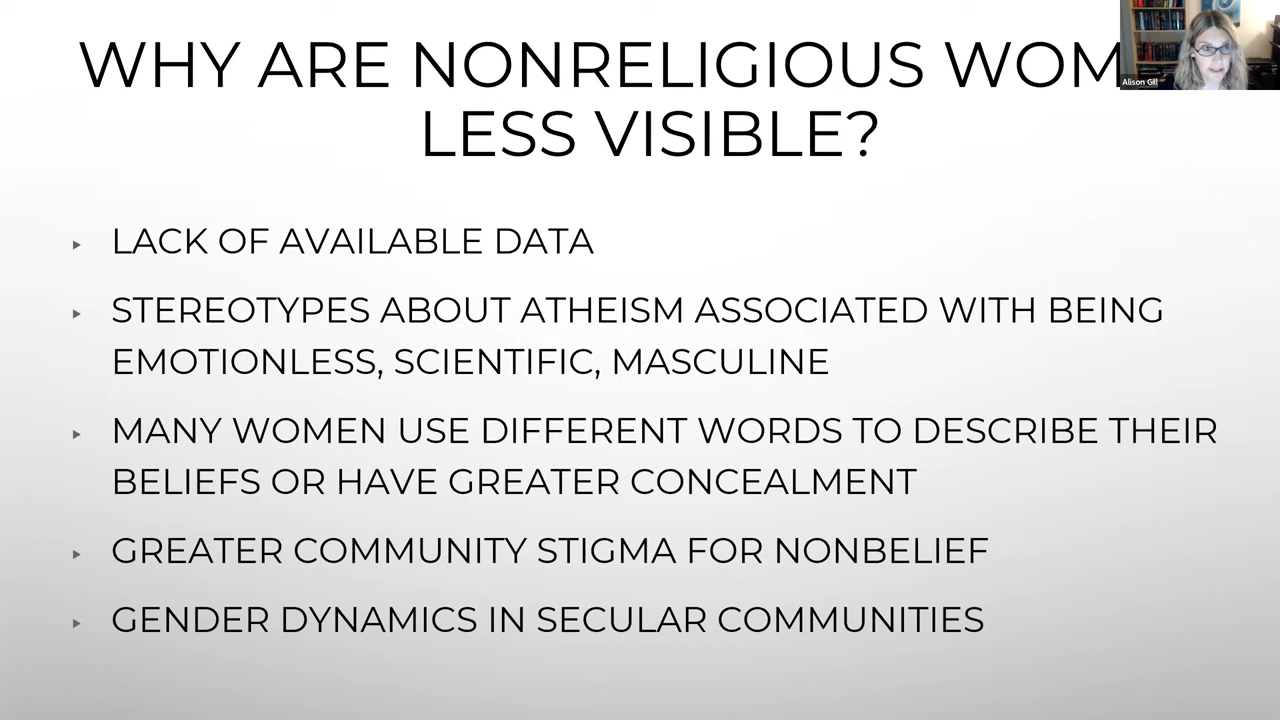 WHY ARE NONRELIGIOUS WOM
LESS VISIBLE?
Alison Gill
LACK OF AVAILABLE DATA
STEREOTYPES ABOUT ATHEISM ASSOCIATED WITH BEING
EMOTIONLESS, SCIENTIFIC, MASCULINE
MANY WOMEN USE DIFFERENT WORDS TO DESCRIBE THEIR
BELIEFS OR HAVE GREATER CONCEALMENT
GREATER COMMUNITY STIGMA FOR NONBELIEF
GENDER DYNAMICS IN SECULAR COMMUNITIES